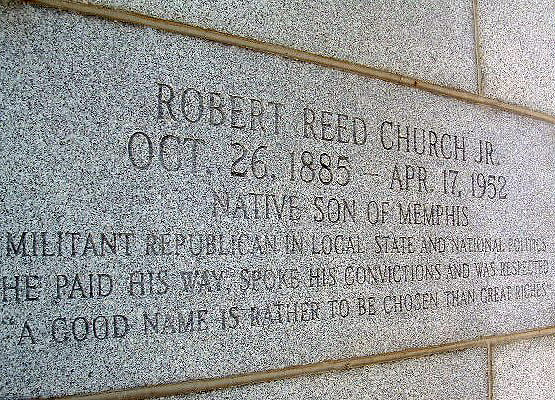 ROBERT REED CHURCH JR.
OCT. 26, 1885 – APR. 17, 1952
NATIVE SON OF MEMPHIS
MILITANT REPUBLICAN IN LOCAL, STATE AND NATIONAL POLITICS
HE PAID HIS WAY, SPOKE HIS CONVICTIONS AND WAS RESPECTED
"A GOOD NAME IS RATHER TO BE CHOSEN THAN GREAT RICHES"